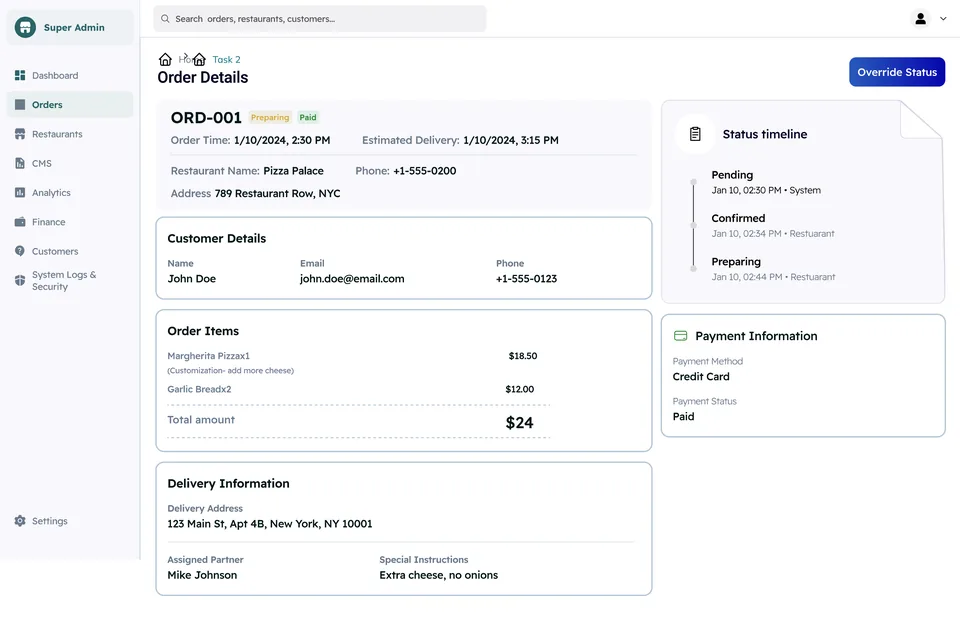 Super Admin
Search orders, restaurants, customers...
Dashboard
Orders
Restaurants
CMS
Analytics
Finance
Customers
System Logs &
Security
Settings
Task 2
Order Details
Override Status
ORD-001 Preparing Paid
Order Time: 1/10/2024, 2:30 PM Estimated Delivery: 1/10/2024, 3:15 PM
Restaurant Name: Pizza Palace Phone: +1-555-0200
Address 789 Restaurant Row, NYC
Customer Details
Name Email Phone
John Doe john.doe@email.com +1-555-0123
Order Items
Margherita Pizzax1 $18.50
(Customization- add more cheese)
Garlic Breadx2 $12.00
Total amount $24
Delivery Information
Delivery Address
123 Main St, Apt 4B, New York, NY 10001
Assigned Partner Special Instructions
Mike Johnson Extra cheese, no onions
Status timeline
Pending
Jan 10, 02:30 PM • System
Confirmed
Jan 10, 02:34 PM • Restuarant
Preparing
Jan 10, 02:44 PM • Restuarant
Payment Information
Payment Method
Credit Card
Payment Status
Paid